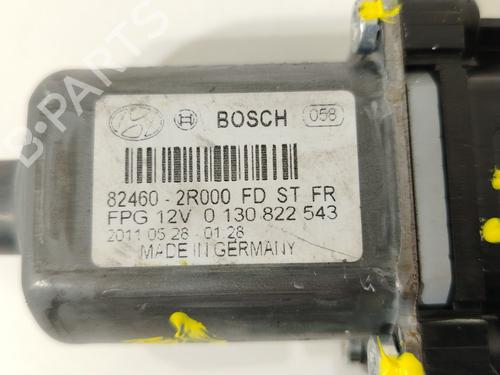 B-PARTS
BOSCH 058
82460 - 2R000 FD ST FR
FPG 12V 0 130 822 543
2011 05 28 - 01:28
MADE IN GERMANY